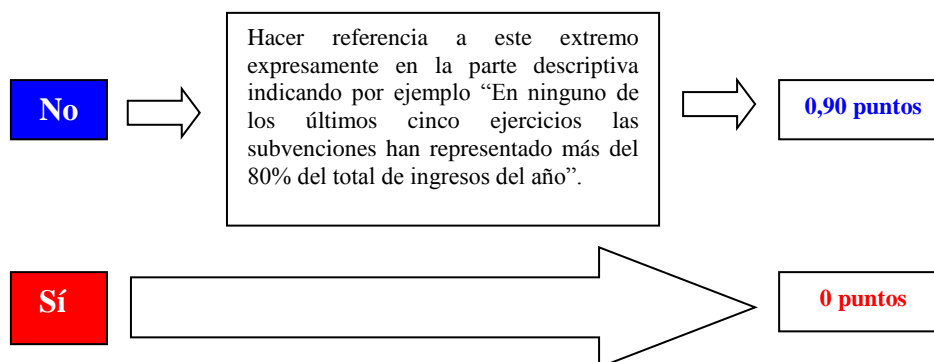 No
Hacer referencia a este extremo
expresamente en la parte descriptiva
indicando por ejemplo “En ninguno de
los últimos cinco ejercicios las
subvenciones han representado más del
80% del total de ingresos del año”.
0,90 puntos
Sí
0 puntos